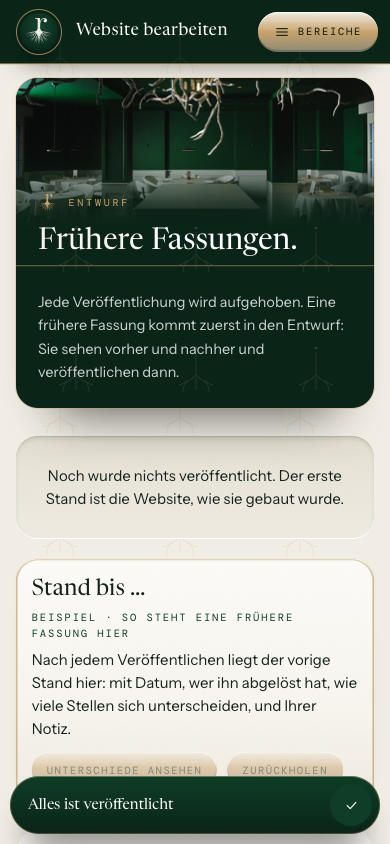 r
Website bearbeiten
BEREICHE
ENTWURF
Frühere Fassungen.
Jede Veröffentlichung wird aufgehoben. Eine
frühere Fassung kommt zuerst in den Entwurf:
Sie sehen vorher und nachher und
veröffentlichen dann.
Noch wurde nichts veröffentlicht. Der erste
Stand ist die Website, wie sie gebaut wurde.
Stand bis …
BEISPIEL · SO STEHT EINE FRÜHERE
FASSUNG HIER
Nach jedem Veröffentlichen liegt der vorige
Stand hier: mit Datum, wer ihn abgelöst hat, wie
viele Stellen sich unterscheiden, und Ihrer
Notiz.
UNTERSCHIEDE ANSEHEN ZURÜCKHOLEN
Alles ist veröffentlicht